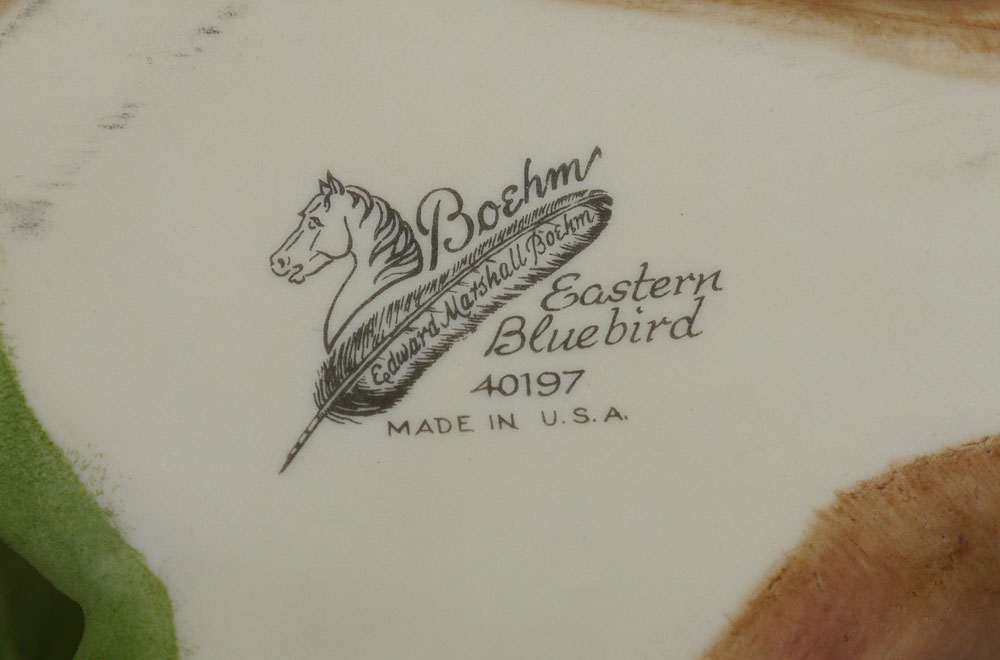 Boehm
Edward Marshall Boehm
Eastern
Bluebird
40197
MADE IN U.S.A.